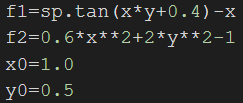 f1=sp.tan(x*y+0.4)-x
f2=0.6*x**2+2*y**2-1
x0=1.0
y0=0.5